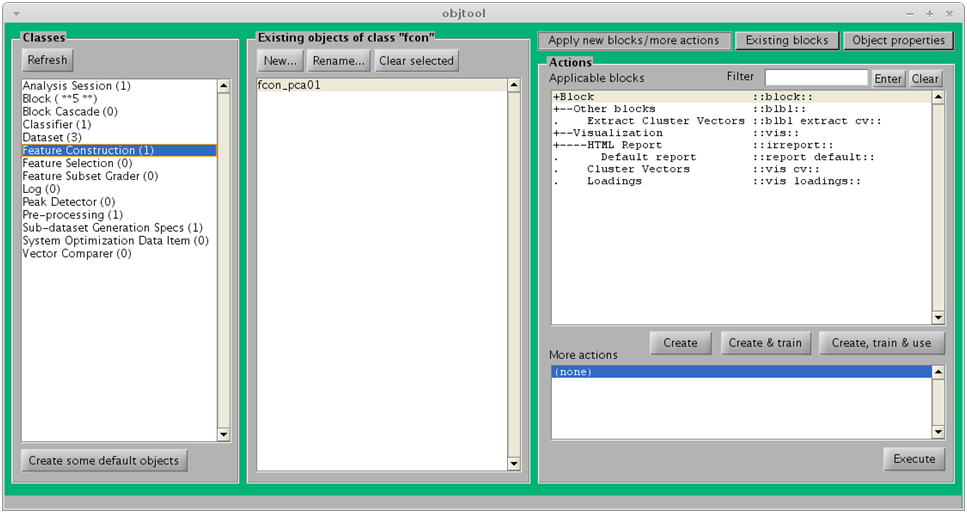 objtool
Classes
Refresh
Analysis Session (1)
Block ( **5 **)
Block Cascade (0)
Classifier (1)
Dataset (3)
Feature Construction (1)
Feature Selection (0)
Feature Subset Grader (0)
Log (0)
Peak Detector (0)
Pre-processing (1)
Sub-dataset Generation Specs (1)
System Optimization Data Item (0)
Vector Comparer (0)
Create some default objects
Existing objects of class "fcon"
New... Rename... Clear selected
fcon_pca01
Apply new blocks/more actions Existing blocks Object properties
Actions
Applicable blocks Filter Enter Clear
+Block ::block::
+--Other blocks ::blbl::
. Extract Cluster Vectors ::blbl extract cv::
+--Visualization ::vis::
+----HTML Report ::irreport::
. Default report ::report default::
. Cluster Vectors ::vis cv::
. Loadings ::vis loadings::
Create Create & train Create, train & use
More actions
(none)
Execute